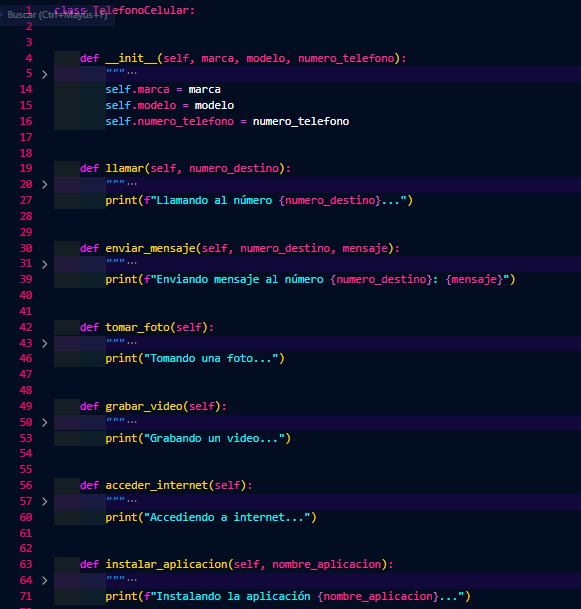 Buscar (Ctrl+Mayús+F)
1 class TelefonoCelular:
2
3
4 def __init__(self, marca, modelo, numero_telefono):
5 > """…
14 self.marca = marca
15 self.modelo = modelo
16 self.numero_telefono = numero_telefono
17
18
19 def llamar(self, numero_destino):
20 > """…
27 print(f"Llamando al número {numero_destino}...")
28
29
30 def enviar_mensaje(self, numero_destino, mensaje):
31 > """…
39 print(f"Enviando mensaje al número {numero_destino}: {mensaje}")
40
41
42 def tomar_foto(self):
43 > """…
46 print("Tomando una foto...")
47
48
49 def grabar_video(self):
50 > """…
53 print("Grabando un video...")
54
55
56 def acceder_internet(self):
57 > """…
60 print("Accediendo a internet...")
61
62
63 def instalar_aplicacion(self, nombre_aplicacion):
64 > """…
71 print(f"Instalando la aplicación {nombre_aplicacion}...")